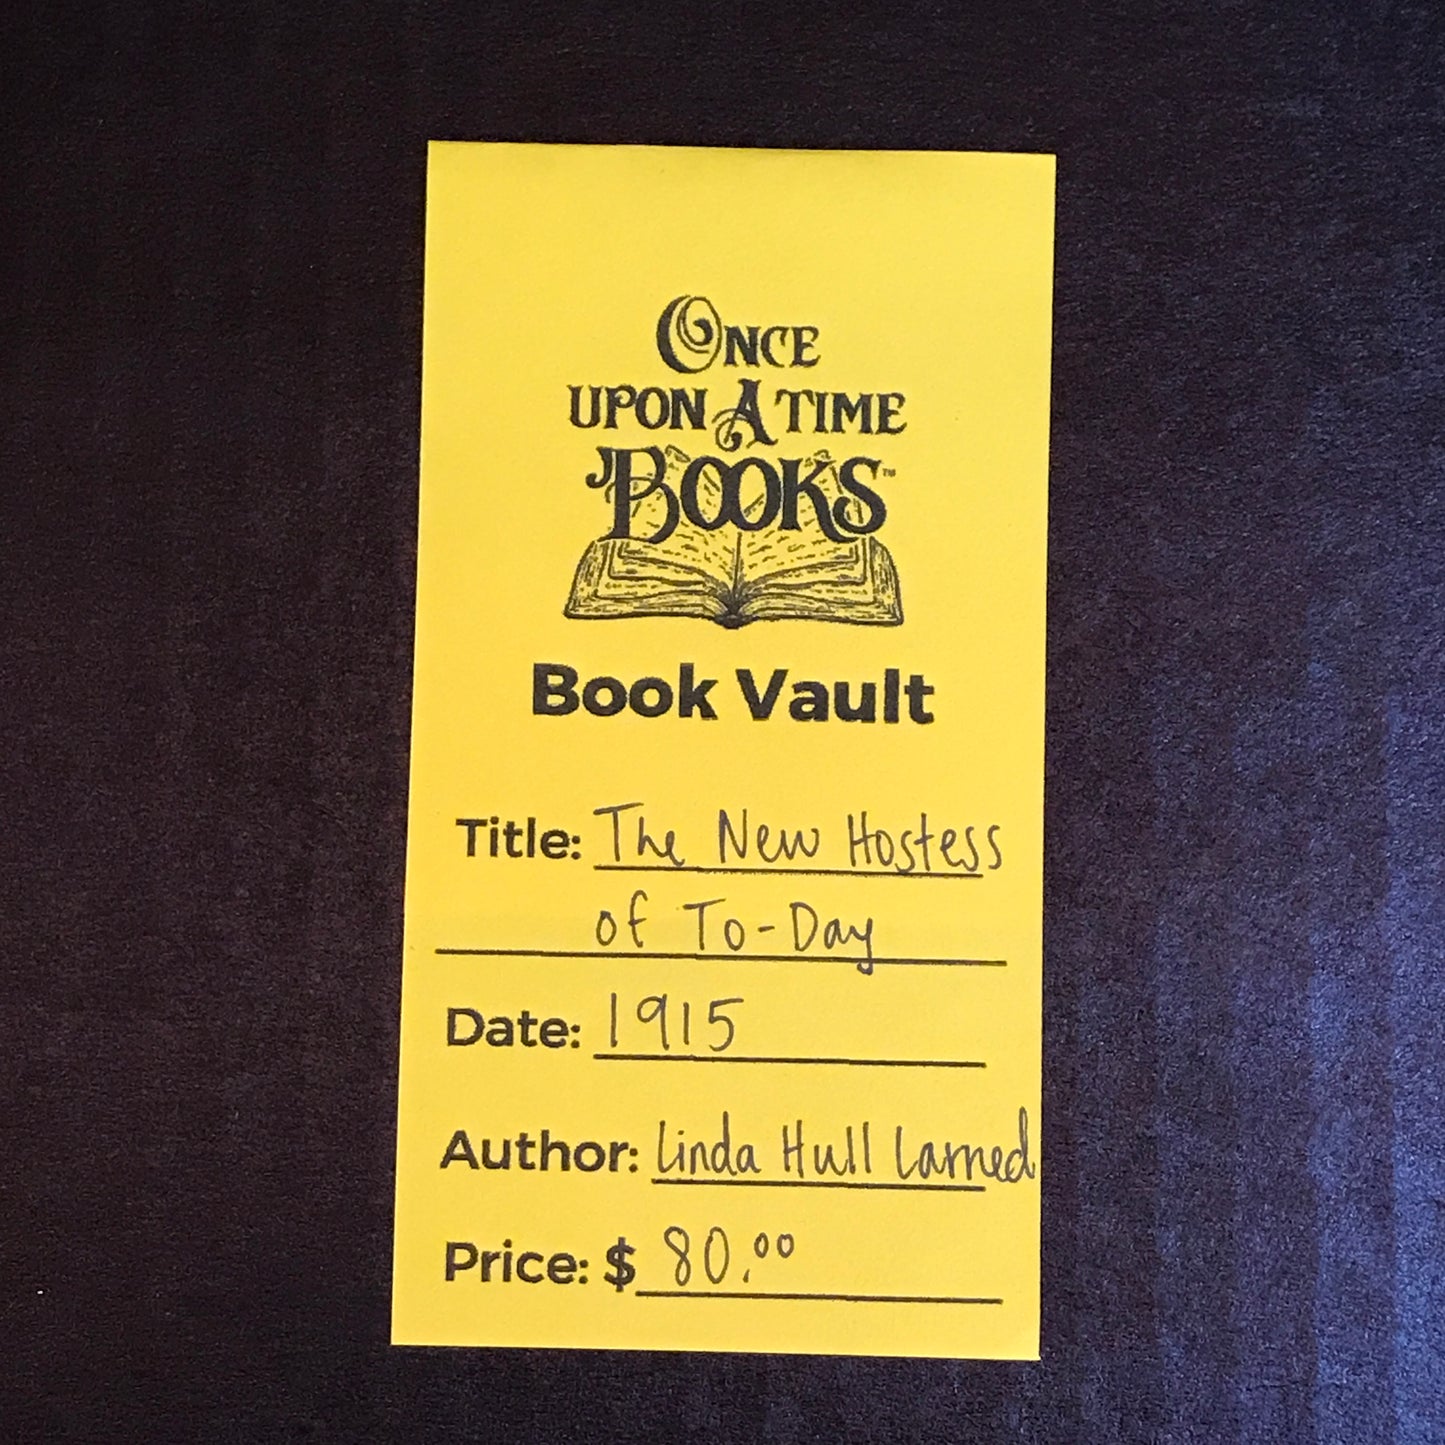 ONCE
UPON A TIME
BOOKS™
Book Vault
Title: The New Hostess
of To-Day
Date: 1915
Author: Linda Hull Larned
Price: $ 80.00